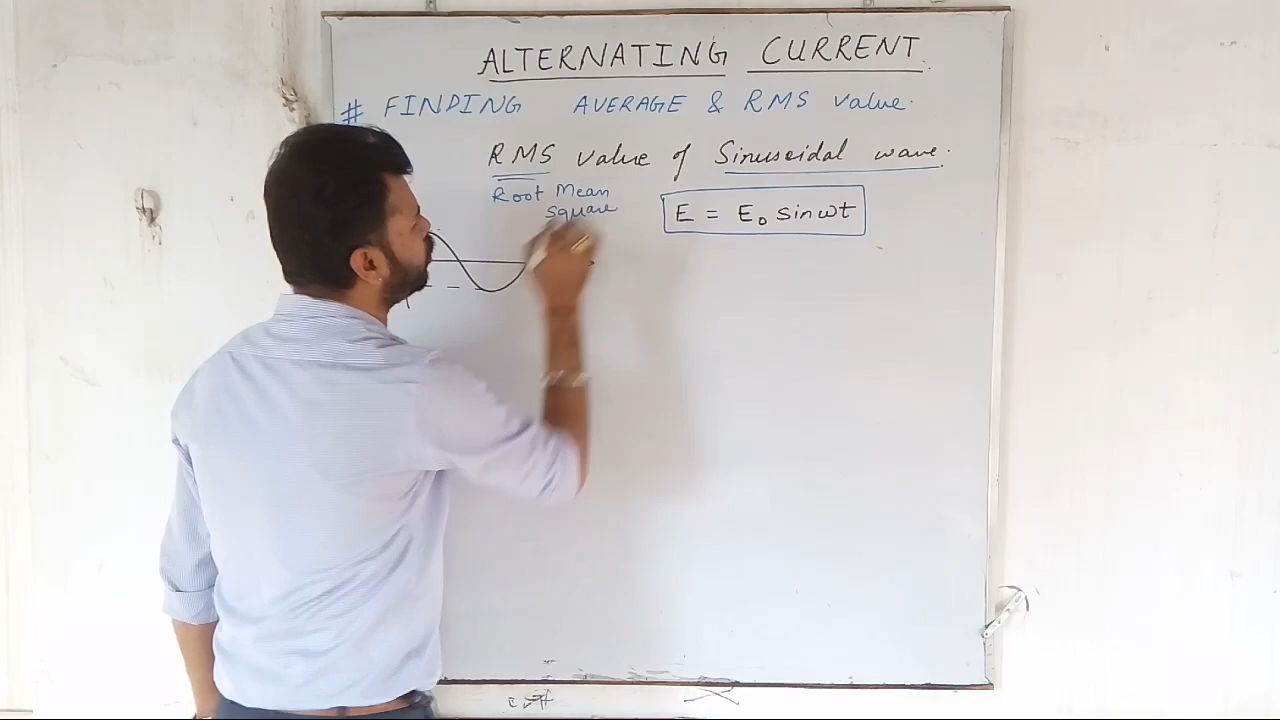 ALTERNATING CURRENT.
# FINDING AVERAGE & RMS value.
RMS value of Sinusoidal wave.
Root Mean
square
E = E₀ sinωt